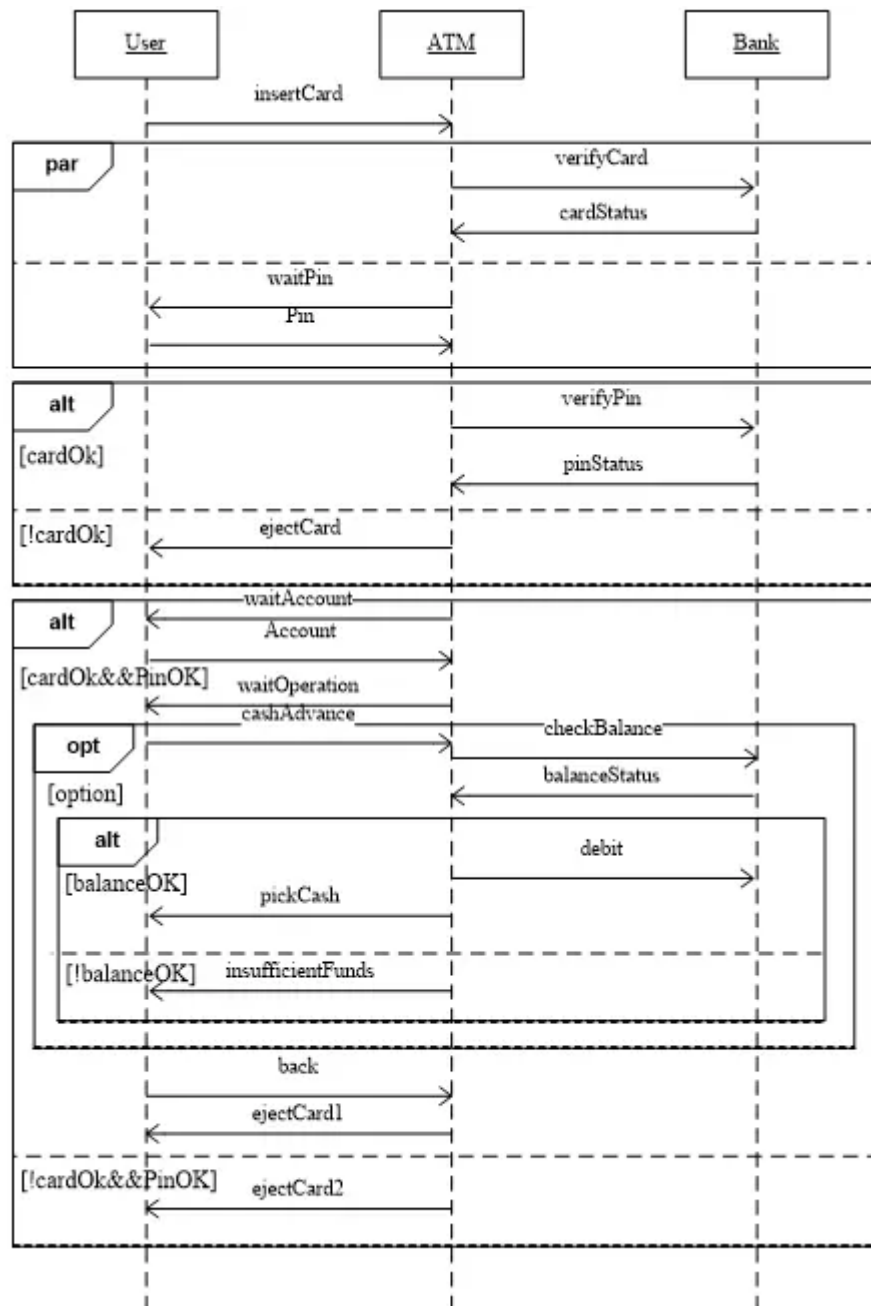 User
ATM
Bank
insertCard
par
verifyCard
cardStatus
waitPin
Pin
alt
verifyPin
[cardOk]
pinStatus
[!cardOk]
ejectCard
waitAccount
alt
Account
[cardOk&&PinOK]
waitOperation
cashAdvance
opt
checkBalance
balanceStatus
[option]
alt
debit
[balanceOK]
pickCash
[!balanceOK]
insufficientFunds
back
ejectCard1
[!cardOk&&PinOK]
ejectCard2